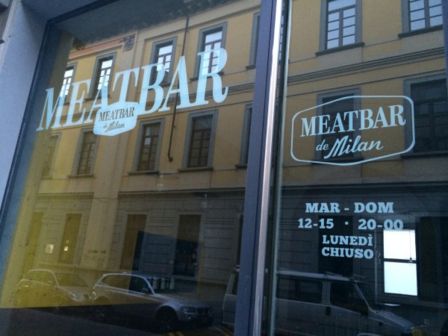 MEATBAR
MEATBAR
de Milan
MEATBAR
de Milan
MAR - DOM
12-15 • 20-00
LUNEDÌ
CHIUSO